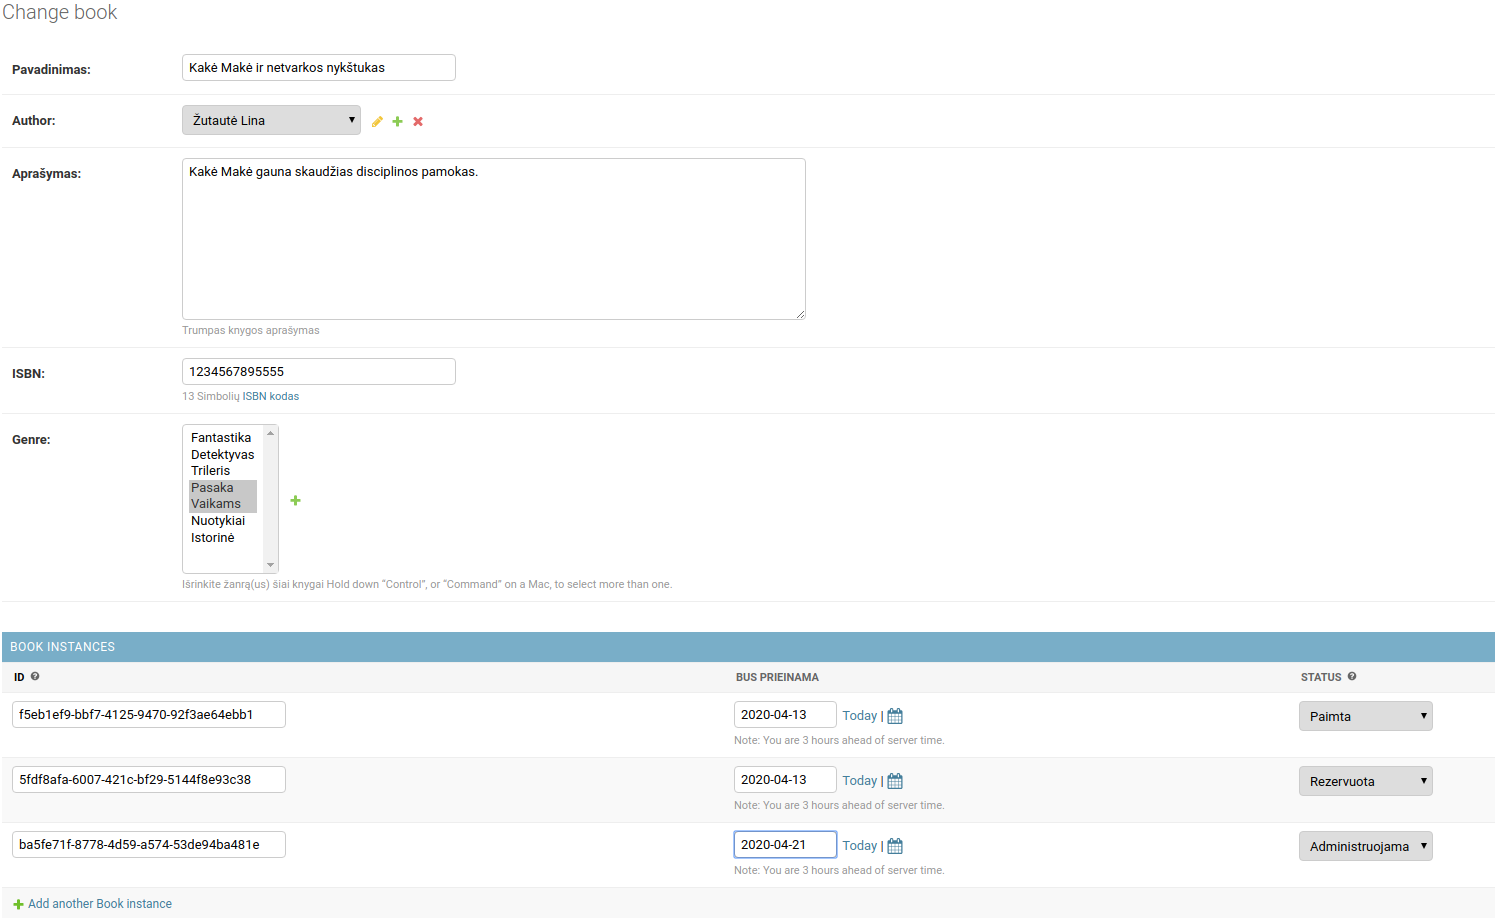 Change book
Pavadinimas:
Kakė Makė ir netvarkos nykštukas
Author:
Žutautė Lina
Aprašymas:
Kakė Makė gauna skaudžias disciplinos pamokas.
Trumpas knygos aprašymas
ISBN:
1234567895555
13 Simbolių ISBN kodas
Genre:
Fantastika
Detektyvas
Trileris
Pasaka
Vaikams
Nuotykiai
Istorinė
Išrinkite žanrą(us) šiai knygai Hold down “Control”, or “Command” on a Mac, to select more than one.
BOOK INSTANCES
ID BUS PRIEINAMA STATUS
f5eb1ef9-bbf7-4125-9470-92f3ae64ebb1 2020-04-13 Today | Paimta
Note: You are 3 hours ahead of server time.
5fdf8afa-6007-421c-bf29-5144f8e93c38 2020-04-13 Today | Rezervuota
Note: You are 3 hours ahead of server time.
ba5fe71f-8778-4d59-a574-53de94ba481e 2020-04-21 Today | Administruojama
Note: You are 3 hours ahead of server time.
Add another Book instance